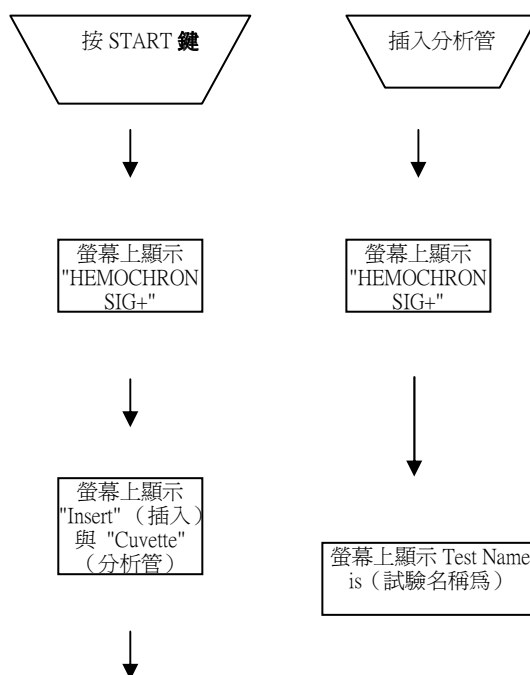 按 START 鍵
插入分析管
螢幕上顯示
"HEMOCHRON
SIG+"
螢幕上顯示
"HEMOCHRON
SIG+"
螢幕上顯示
"Insert" （插入）
與 "Cuvette"
（分析管）
螢幕上顯示 Test Name
is（試驗名稱爲）